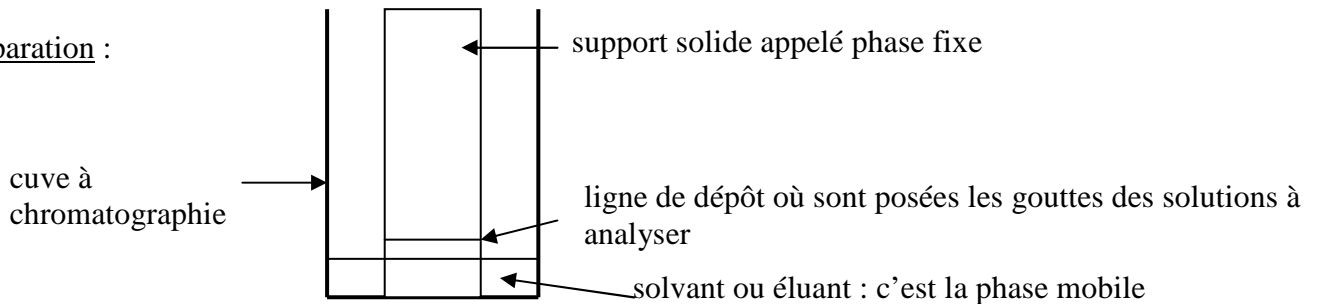 support solide appelé phase fixe
paration :
cuve à
chromatographie
ligne de dépôt où sont posées les gouttes des solutions à
analyser
solvant ou éluant : c’est la phase mobile